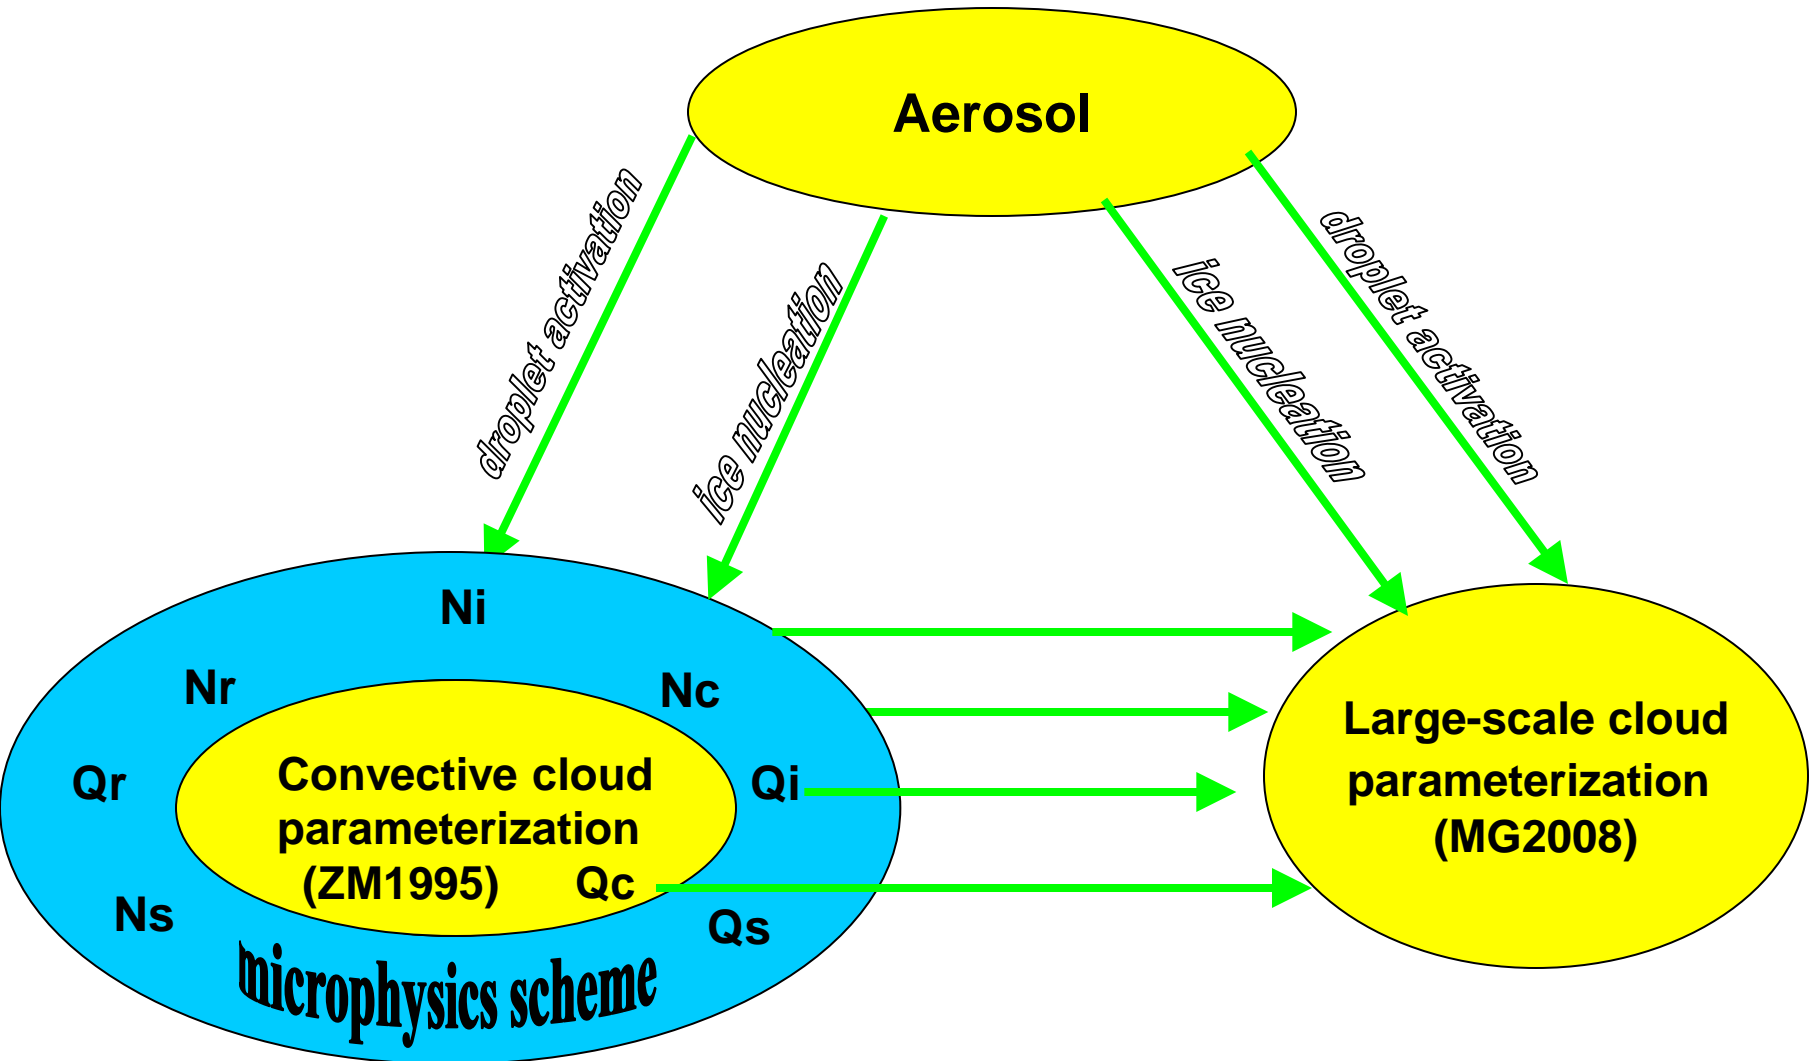 Aerosol
droplet activation
ice nucleation
ice nucleation
droplet activation
Ni
Nr
Nc
Qr
Convective cloud
parameterization
(ZM1995)
Qc
Qi
Ns
Qs
microphysics scheme
Large-scale cloud
parameterization
(MG2008)